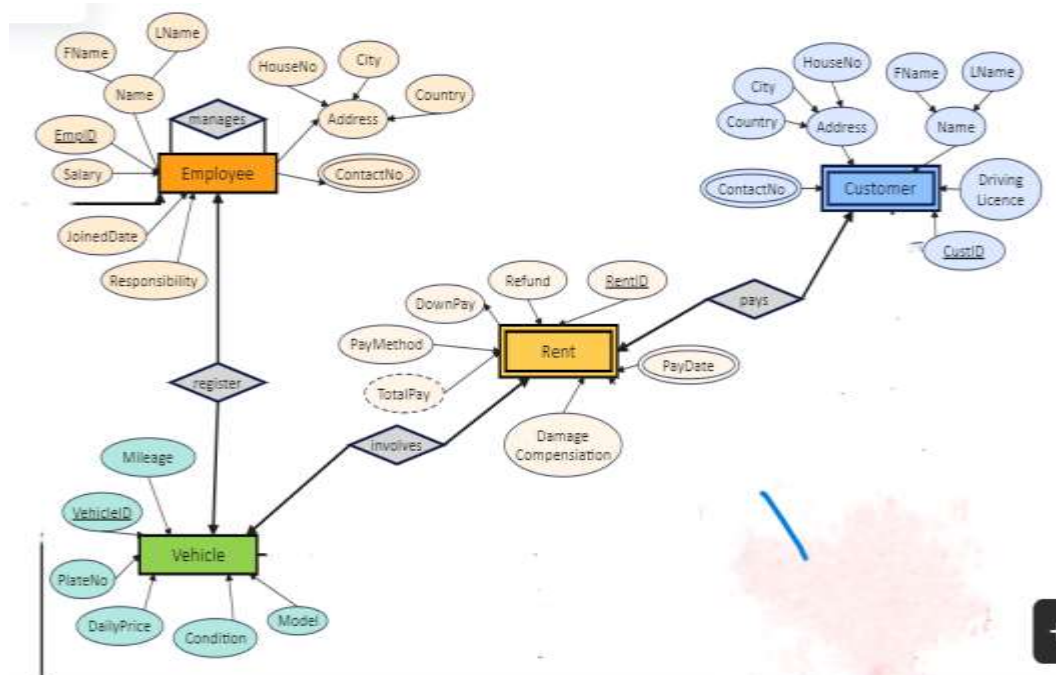 LName
FName
Name
EmpID
Salary
JoinedDate
Responsibility
manages
Employee
HouseNo
City
Country
Address
ContactNo
HouseNo
City
Country
Address
FName
LName
Name
ContactNo
Customer
Driving
Licence
CustID
pays
Refund
RentID
DownPay
PayMethod
TotalPay
Rent
PayDate
Damage
Compensiation
register
involves
Mileage
VehicleID
Vehicle
PlateNo
DailyPrice
Condition
Model